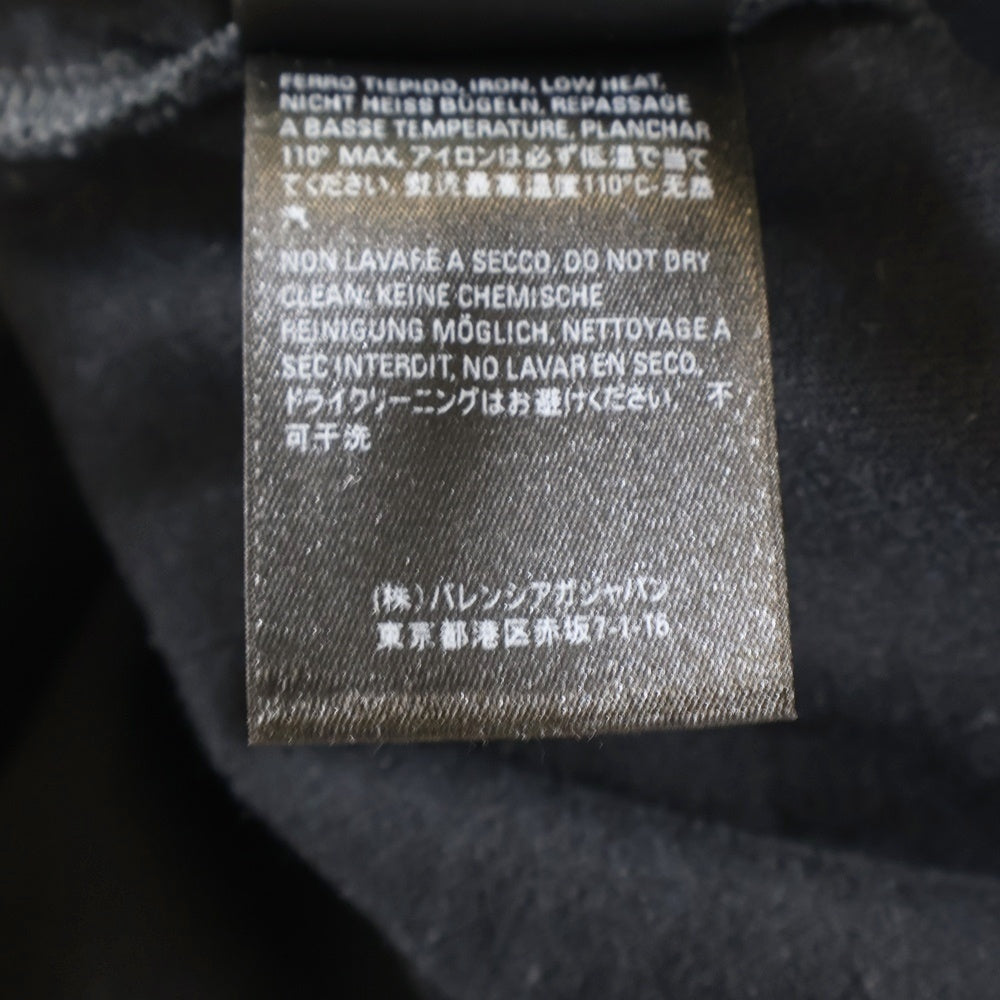 FERRO TIEPIDO, IRON, LOW HEAT,
NICHT HEISS BÜGELN, REPASSAGE
A BASSE TEMPERATURE, PLANCHAR
110° MAX, アイロンは必ず低温で当て
てください, 熨烫最高温度110°C-无蒸
汽
NON LAVARE A SECCO, DO NOT DRY
CLEAN, KEINE CHEMISCHE
REINIGUNG MÖGLICH, NETTOYAGE A
SEC INTERDIT, NO LAVAR EN SECO,
ドライクリーニングはお避けください, 不
可干洗
(株)バレンシアガジャパン
東京都港区赤坂7-1-16